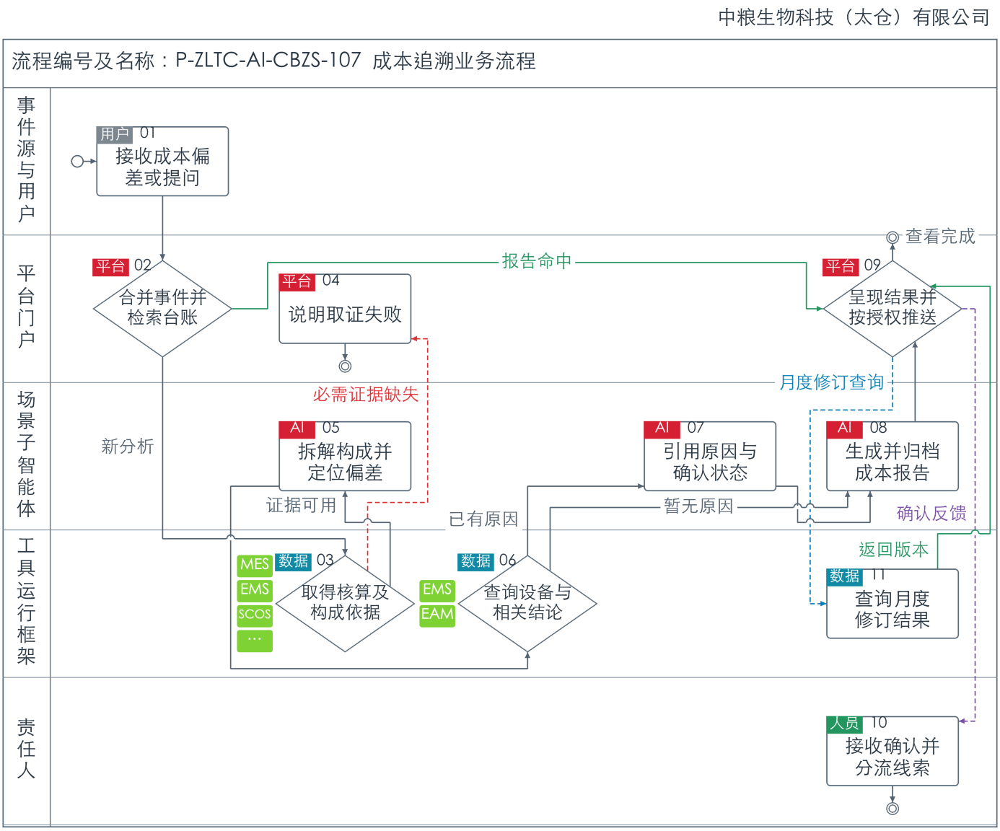 中粮生物科技（太仓）有限公司
流程编号及名称：P-ZLTC-AI-CBZS-107 成本追溯业务流程
事件源与用户
用户 01
接收成本偏
差或提问
平台门户
查看完成
平台 02
合并事件并
检索台账
报告命中
平台 04
说明取证失败
平台 09
呈现结果并
按授权推送
场景子智能体
月度修订查询
必需证据缺失
新分析
AI 05
拆解构成并
定位偏差
AI 07
引用原因与
确认状态
AI 08
生成并归档
成本报告
证据可用
已有原因
暂无原因
确认反馈
工具运行框架
返回版本
MES
EMS
SCOS
...
数据 03
取得核算及
构成依据
EMS
EAM
数据 06
查询设备与
相关结论
数据 11
查询月度
修订结果
责任人
人员 10
接收确认并
分流线索